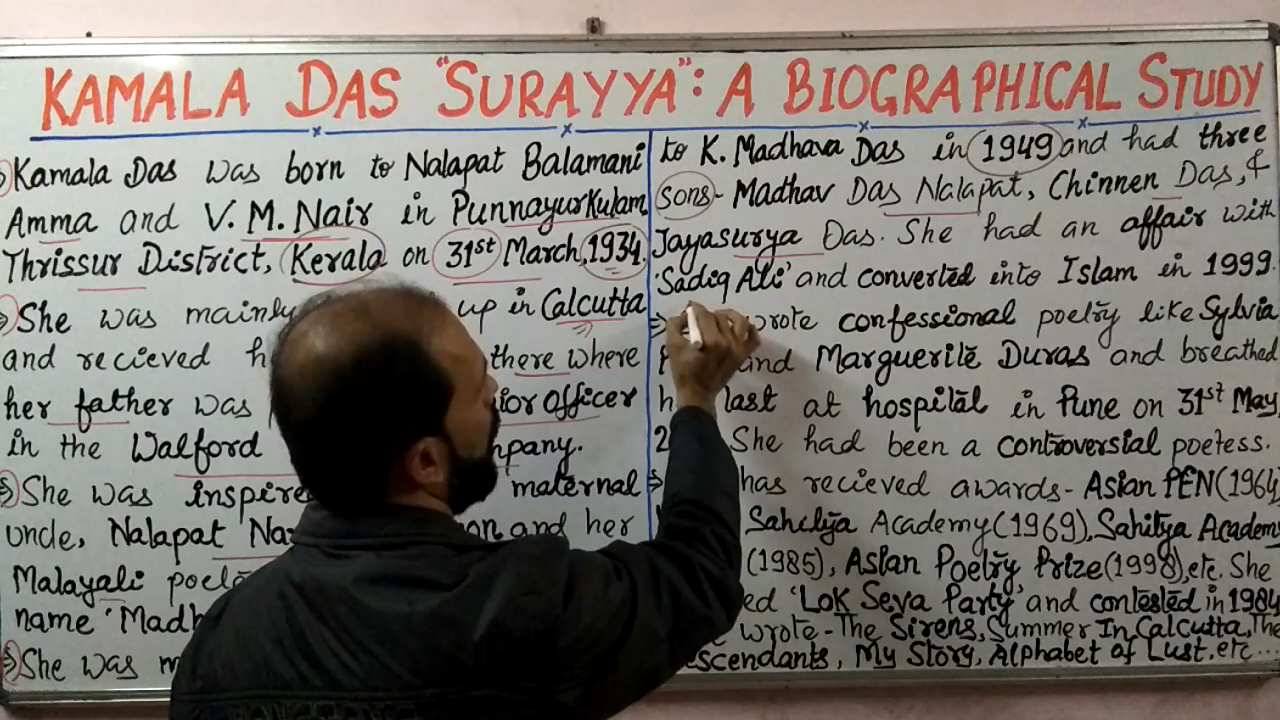 KAMALA DAS "SURAYYA": A BIOGRAPHICAL STUDY
Kamala Das was born to Nalapat Balamani
Amma and V. M. Nair in Punnayurkulam
Thrissur District, Kerala on 31st March, 1934.
She was mainly up in Calcutta
and recieved there where
her father was officer
in the Walford
She was maternal
uncle, Nalapat and her
Malayali
name
She was
to K. Madhava Das in 1949 and had three
sons- Madhav Das Nalapat, Chinnen Das, &
Jayasurya Das. She had an affair with
'Sadiq Ali' and converted into Islam in 1999.
wrote confessional poetry like Sylvia
and Marguerite Duras and breathed
last at hospital in Pune on 31st May
She had been a controversial poetess.
has recieved awards- Asian PEN (1964
Sahitya Academy (1969), Sahitya Academ
(1985), Asian Poetry Prize (1998), etc. She
'Lok Seva Party' and contested in 1984
wrote - The Sirens, Summer In Calcutta, The
My Story, Alphabet of Lust, etc...